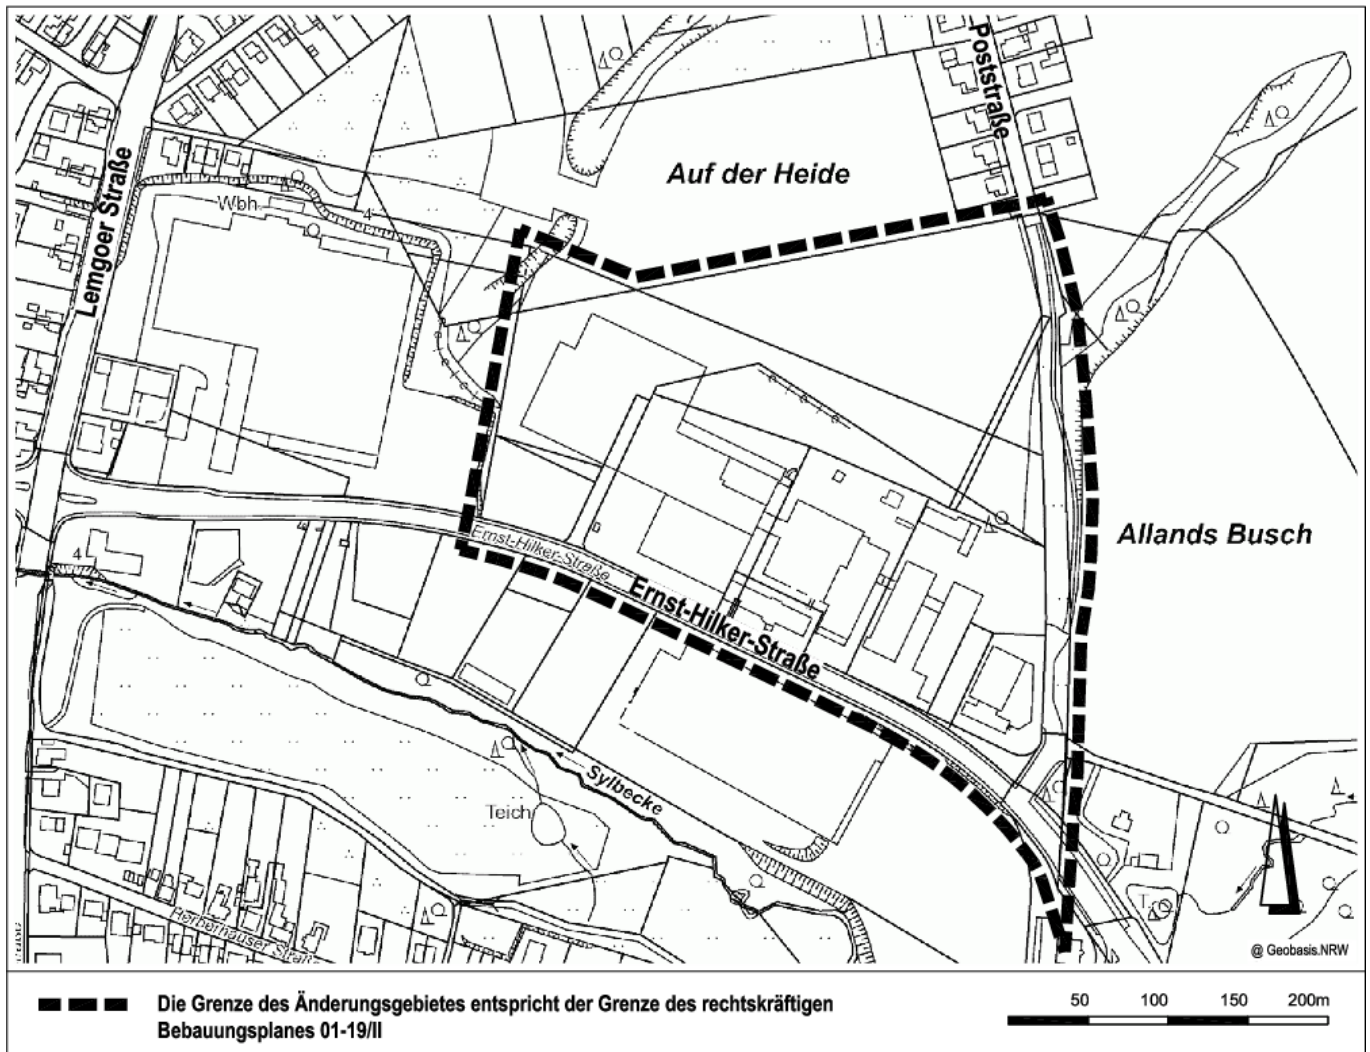 Poststraße
Auf der Heide
Lemgoer Straße
Wbh.
4
Allands Busch
Ernst-Hilker-Straße
Ernst-Hilker-Straße
4
Sylbecke
Teich
@ Geobasis.NRW
Die Grenze des Änderungsgebietes entspricht der Grenze des rechtskräftigen
Bebauungsplanes 01-19/II
50 100 150 200m